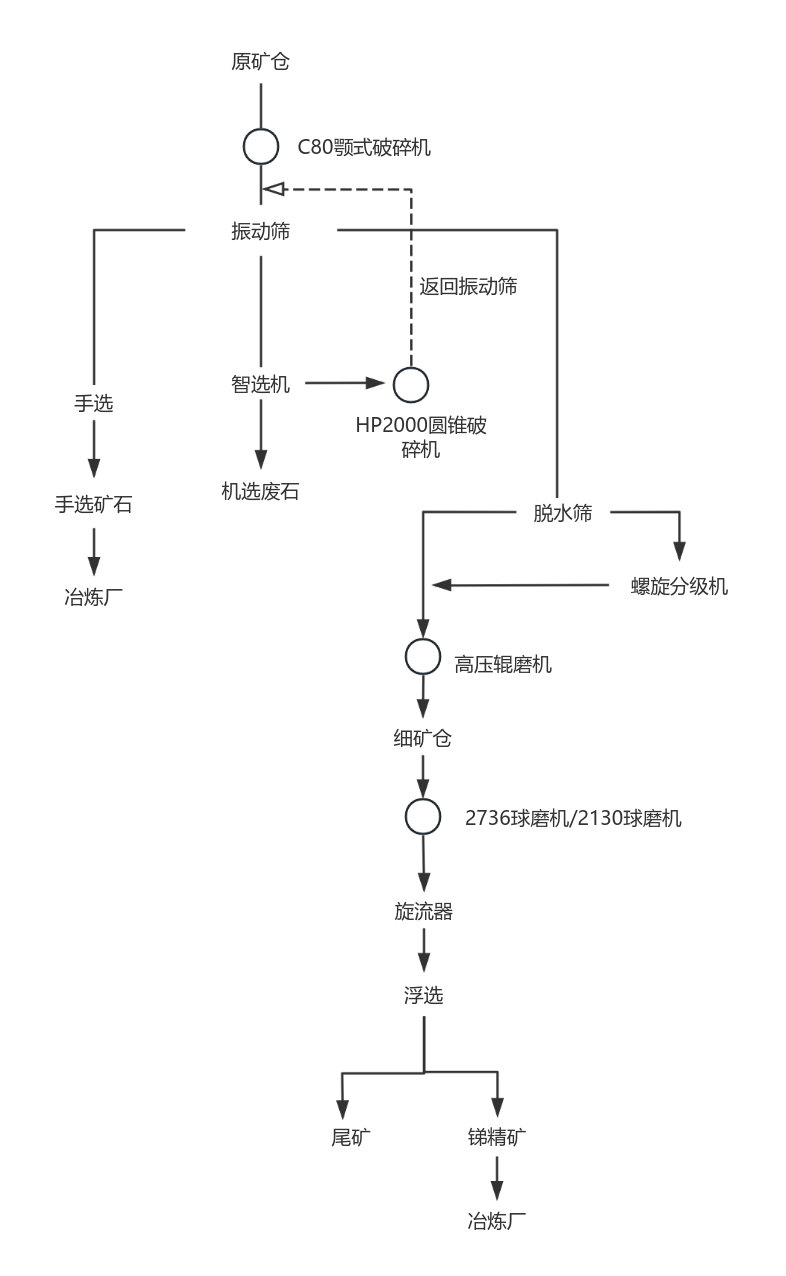 原矿仓
C80颚式破碎机
振动筛
返回振动筛
手选
智选机
HP2000圆锥破
碎机
手选矿石
机选废石
脱水筛
冶炼厂
螺旋分级机
高压辊磨机
细矿仓
2736球磨机/2130球磨机
旋流器
浮选
尾矿
锑精矿
冶炼厂